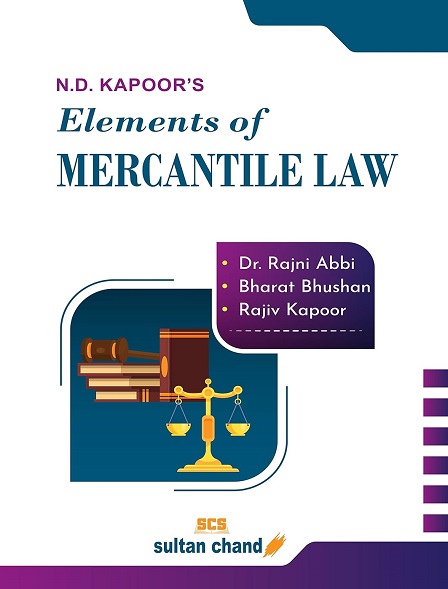 N.D. KAPOOR'S
Elements of
MERCANTILE LAW
• Dr. Rajni Abbi
• Bharat Bhushan
• Rajiv Kapoor
SCS
sultan chand